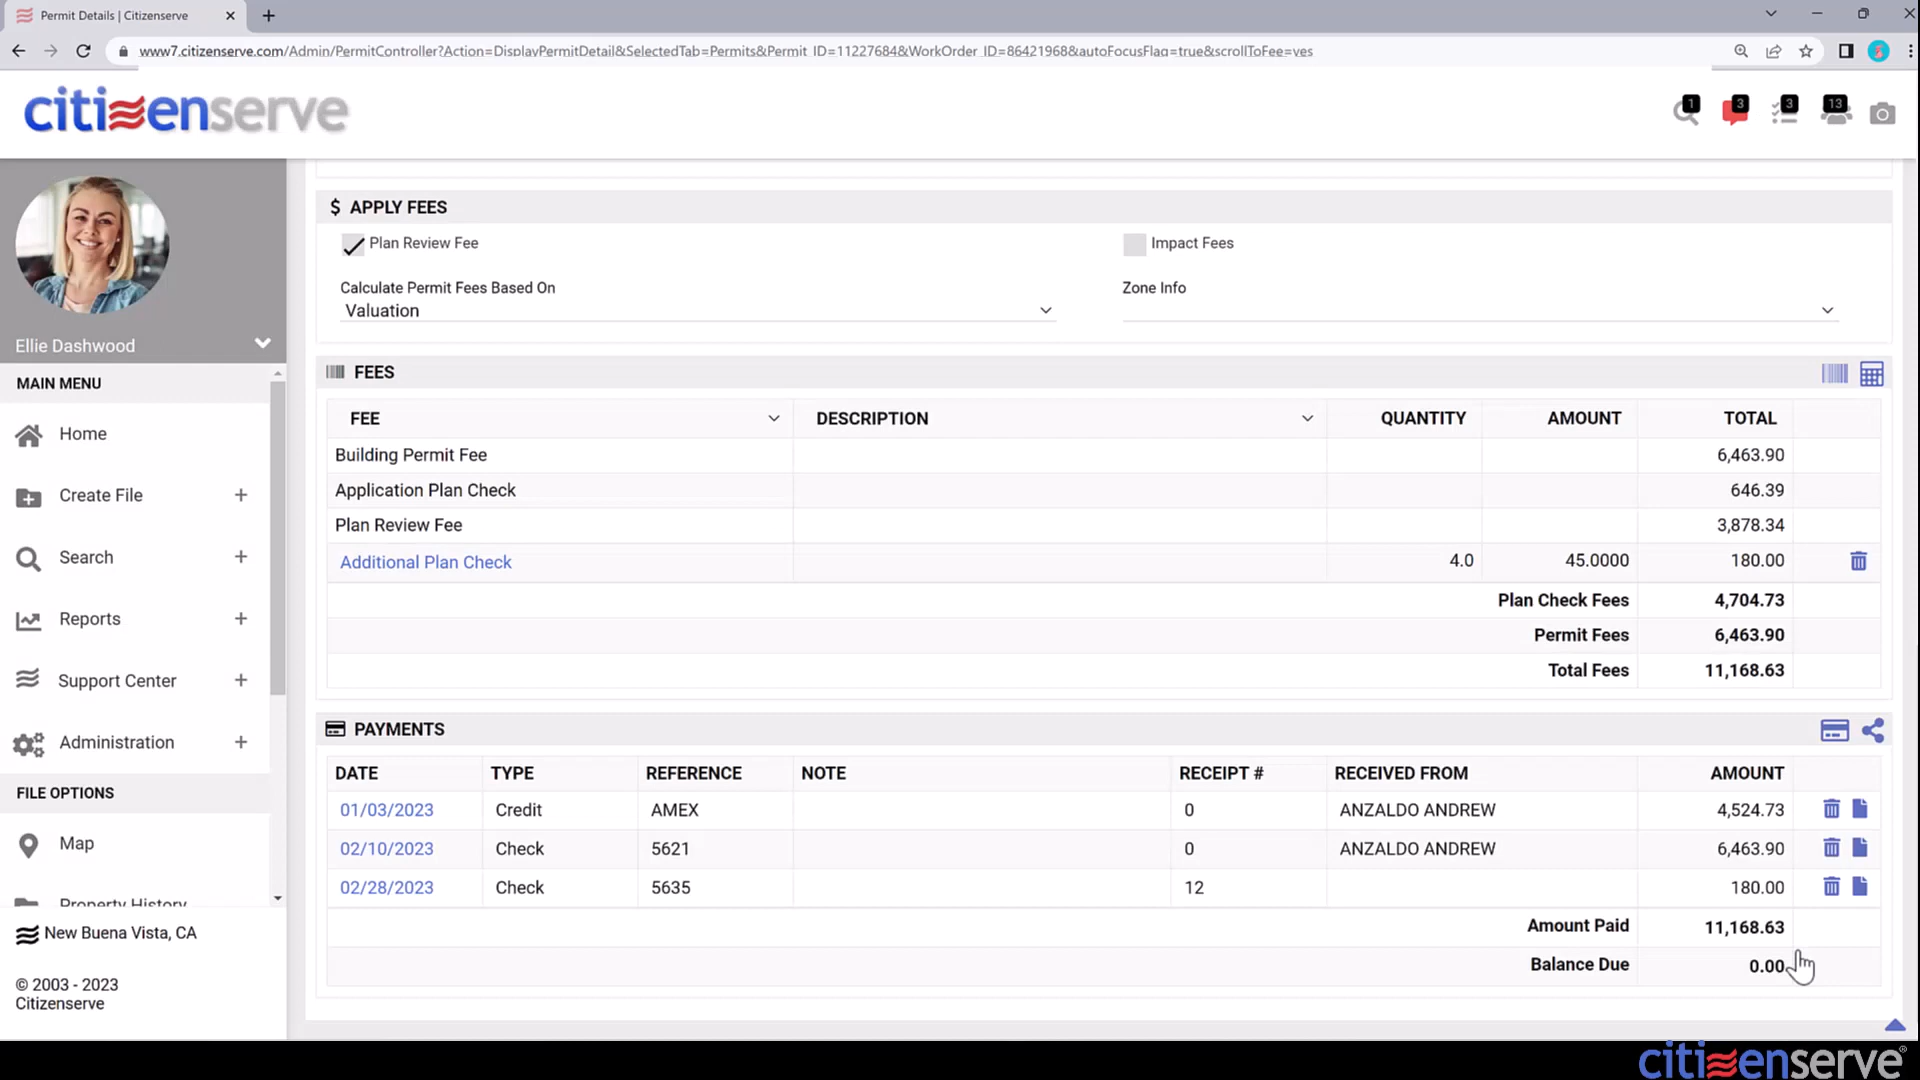 Permit Details | Citizenserve
www7.citizenserve.com/Admin/PermitController?Action=DisplayPermitDetail&SelectedTab=Permits&Permit_ID=11227684&WorkOrder_ID=86421968&autoFocusFlag=true&scrollToFee=yes
citizenserve
1
3
3
13
Ellie Dashwood
MAIN MENU
Home
Create File
Search
Reports
Support Center
Administration
FILE OPTIONS
Map
Property History
New Buena Vista, CA
© 2003 - 2023
Citizenserve
$ APPLY FEES
Plan Review Fee
Impact Fees
Calculate Permit Fees Based On
Valuation
Zone Info
FEES
FEE DESCRIPTION QUANTITY AMOUNT TOTAL
Building Permit Fee 6,463.90
Application Plan Check 646.39
Plan Review Fee 3,878.34
Additional Plan Check 4.0 45.0000 180.00
Plan Check Fees 4,704.73
Permit Fees 6,463.90
Total Fees 11,168.63
PAYMENTS
DATE TYPE REFERENCE NOTE RECEIPT # RECEIVED FROM AMOUNT
01/03/2023 Credit AMEX 0 ANZALDO ANDREW 4,524.73
02/10/2023 Check 5621 0 ANZALDO ANDREW 6,463.90
02/28/2023 Check 5635 12 180.00
Amount Paid 11,168.63
Balance Due 0.00
citizenserve®